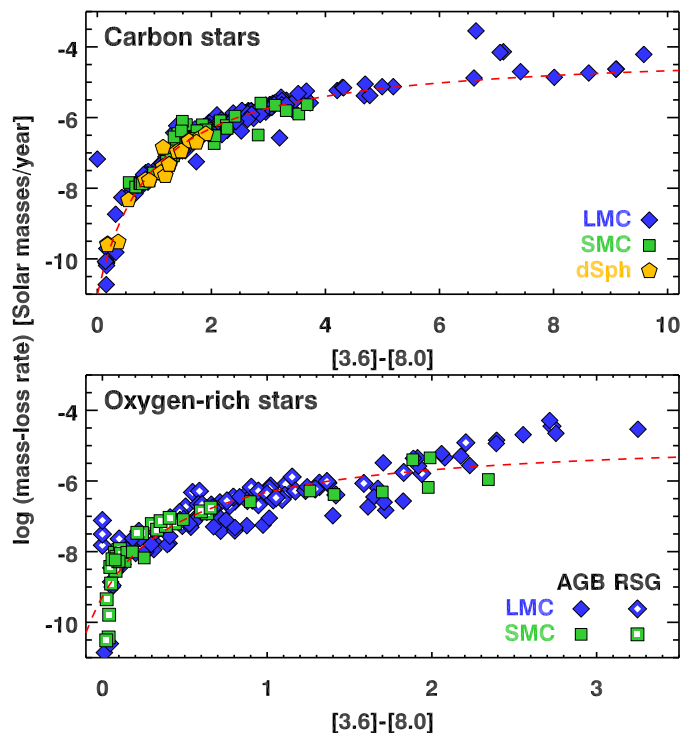 Carbon stars
-4
-6
-8
-10
LMC
SMC
dSph
0 2 4 6 8 10
[3.6]-[8.0]
log (mass-loss rate) [Solar masses/year]
Oxygen-rich stars
-4
-6
-8
-10
AGB RSG
LMC
SMC
0 1 2 3
[3.6]-[8.0]